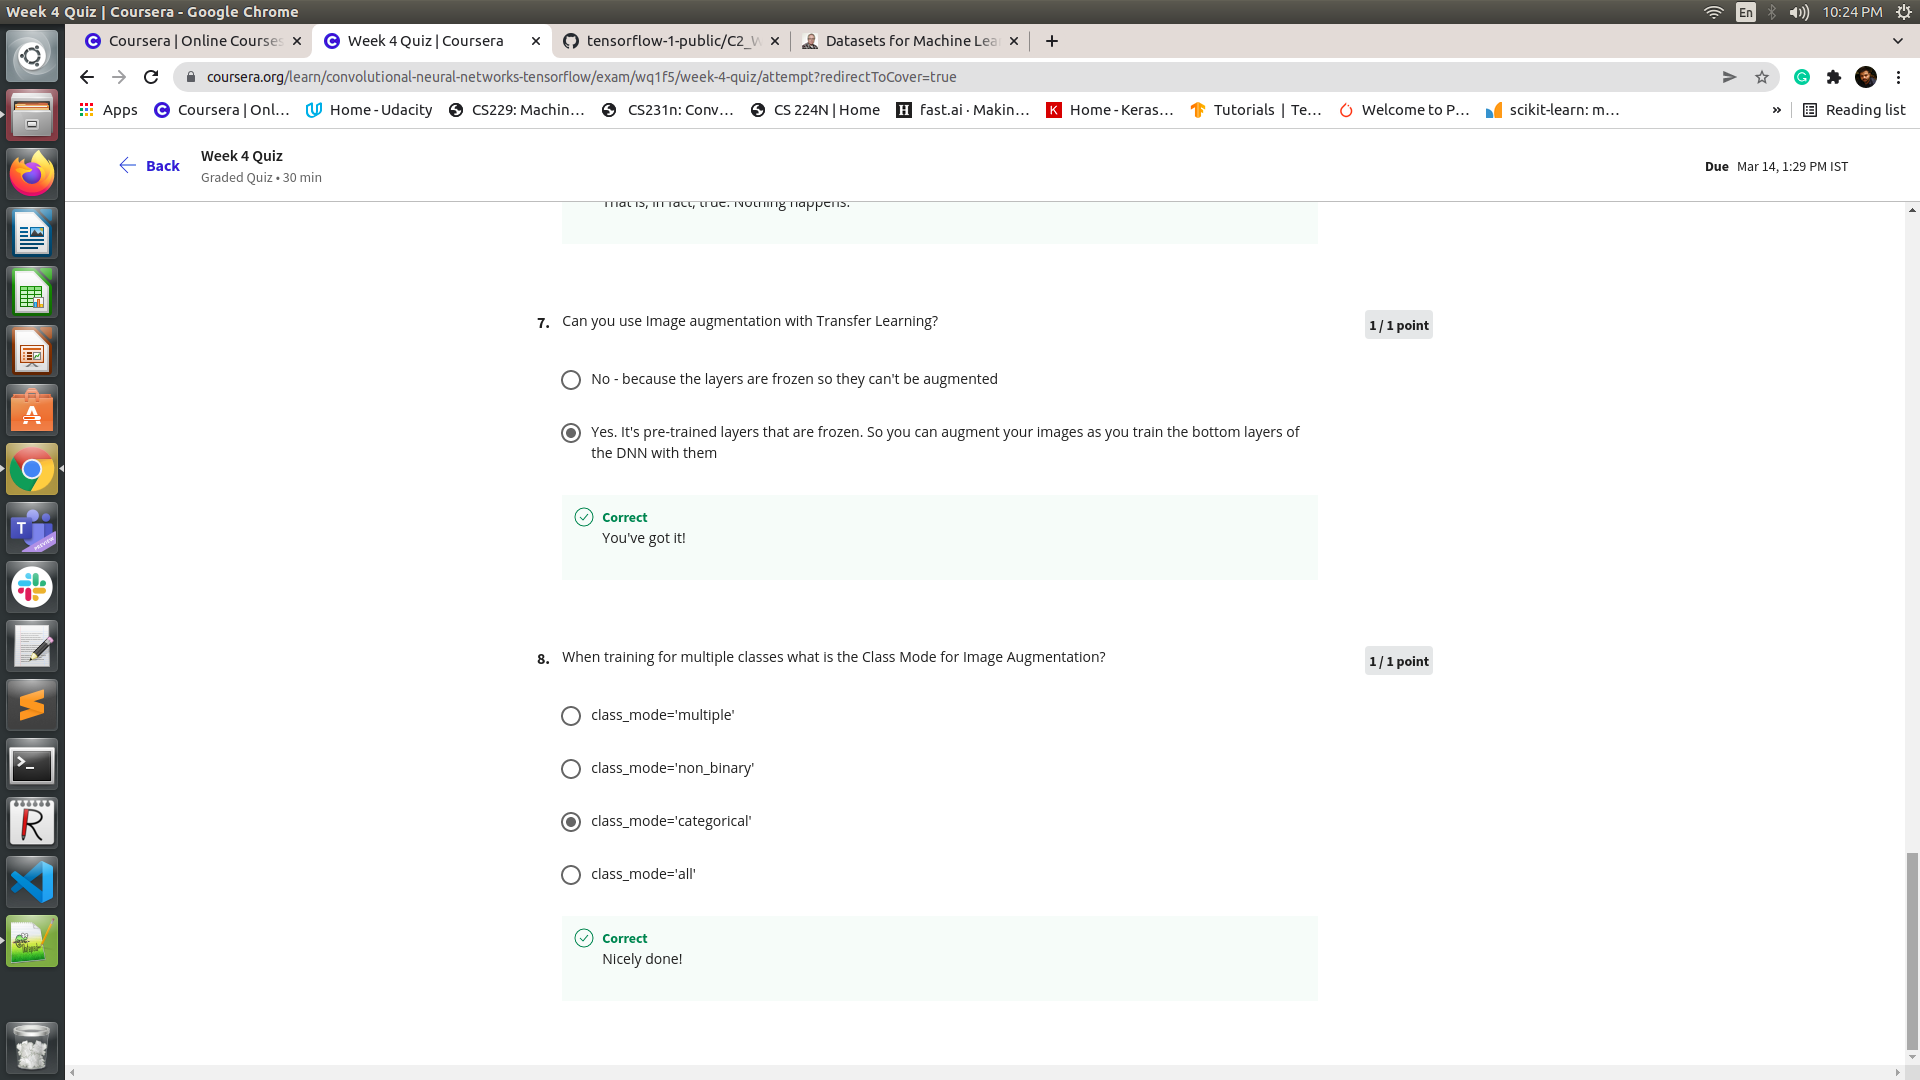 Week 4 Quiz | Coursera - Google Chrome
En
10:24 PM
Coursera | Online Courses
Week 4 Quiz | Coursera
tensorflow-1-public/C2_W
Datasets for Machine Lea
coursera.org/learn/convolutional-neural-networks-tensorflow/exam/wq1f5/week-4-quiz/attempt?redirectToCover=true
Apps
Coursera | Onl...
Home - Udacity
CS229: Machin...
CS231n: Conv...
CS 224N | Home
fast.ai · Makin...
Home - Keras...
Tutorials | Te...
Welcome to P...
scikit-learn: m...
»
Reading list
Back
Week 4 Quiz
Graded Quiz • 30 min
Due Mar 14, 1:29 PM IST
That is, in fact, true. Nothing happens.
7. Can you use Image augmentation with Transfer Learning?
1 / 1 point
No - because the layers are frozen so they can't be augmented
Yes. It's pre-trained layers that are frozen. So you can augment your images as you train the bottom layers of
the DNN with them
Correct
You've got it!
8. When training for multiple classes what is the Class Mode for Image Augmentation?
1 / 1 point
class_mode='multiple'
class_mode='non_binary'
class_mode='categorical'
class_mode='all'
Correct
Nicely done!